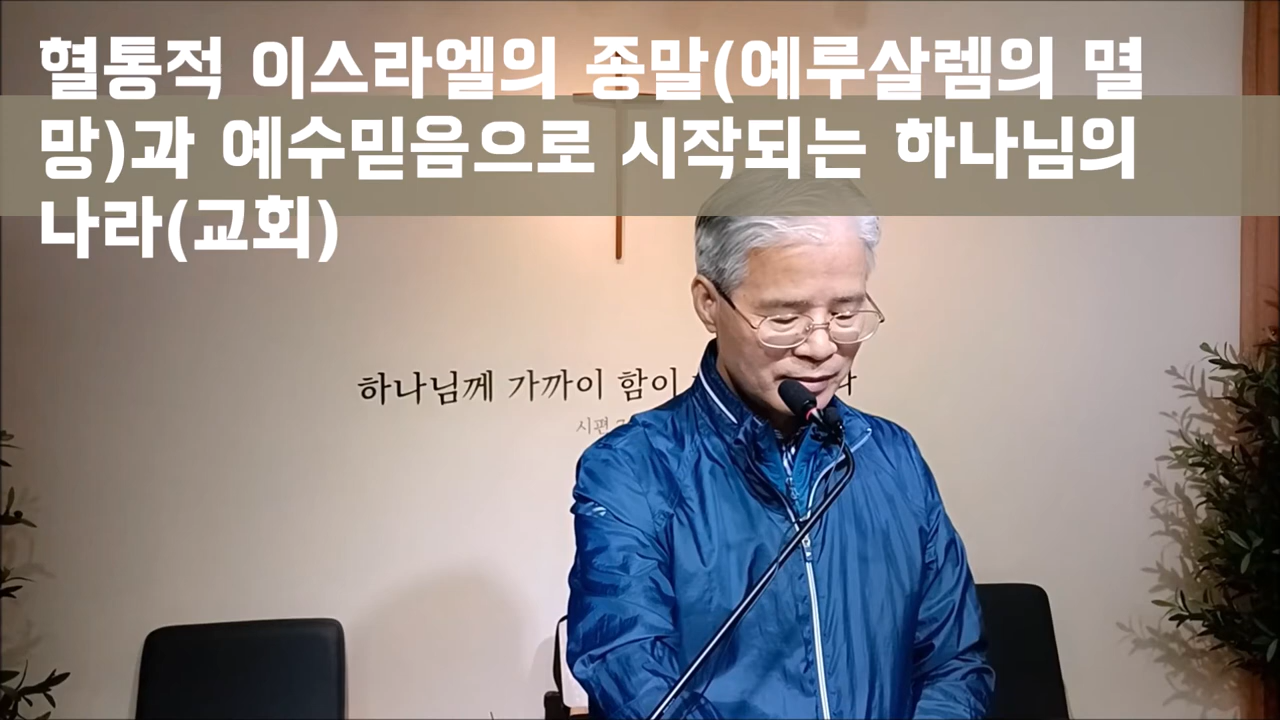 혈통적 이스라엘의 종말(예루살렘의 멸
망)과 예수믿음으로 시작되는 하나님의
나라(교회)
하나님께 가까이 함이
시편